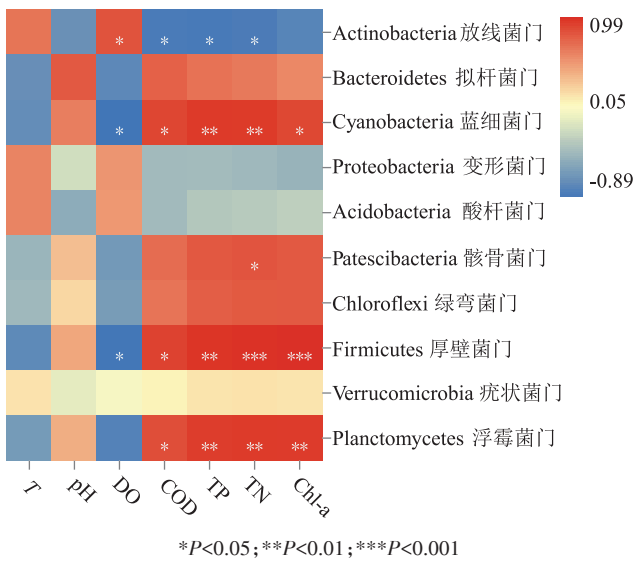 0.99
0.05
-0.89
* * * * Actinobacteria 放线菌门
Bacteroidetes 拟杆菌门
* * ** ** * Cyanobacteria 蓝细菌门
Proteobacteria 变形菌门
Acidobacteria 酸杆菌门
* Patescibacteria 骸骨菌门
Chloroflexi 绿弯菌门
* * ** *** *** Firmicutes 厚壁菌门
Verrucomicrobia 疣状菌门
* ** ** ** Planctomycetes 浮霉菌门
T pH DO COD TP TN Chl-a
*P<0.05;**P<0.01;***P<0.001